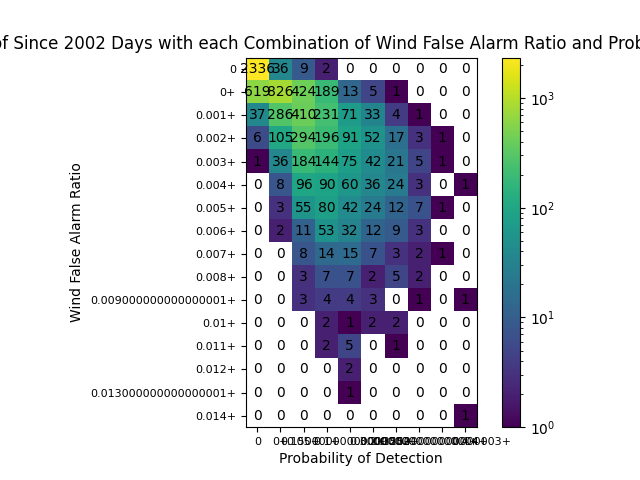 of Since 2002 Days with each Combination of Wind False Alarm Ratio and Prob
Wind False Alarm Ratio
0 2336 36 9 2 0 0 0 0 0 0
0+ 619 826 424 189 13 5 1 0 0 0
0.001+ 37 286 410 231 71 33 4 1 0 0
0.002+ 6 105 294 196 91 52 17 3 1 0
0.003+ 1 36 184 144 75 42 21 5 1 0
0.004+ 0 8 96 90 60 36 24 3 0 1
0.005+ 0 3 55 80 42 24 12 7 1 0
0.006+ 0 2 11 53 32 12 9 3 0 0
0.007+ 0 0 8 14 15 7 3 2 1 0
0.008+ 0 0 3 7 7 2 5 2 0 0
0.009000000000000001+ 0 0 3 4 4 3 0 1 0 1
0.01+ 0 0 0 2 1 2 2 0 0 0
0.011+ 0 0 0 2 5 0 1 0 0 0
0.012+ 0 0 0 0 2 0 0 0 0 0
0.013000000000000001+ 0 0 0 0 1 0 0 0 0 0
0.014+ 0 0 0 0 0 0 0 0 0 1
0
Probability of Detection
10³
10²
10¹
10⁰